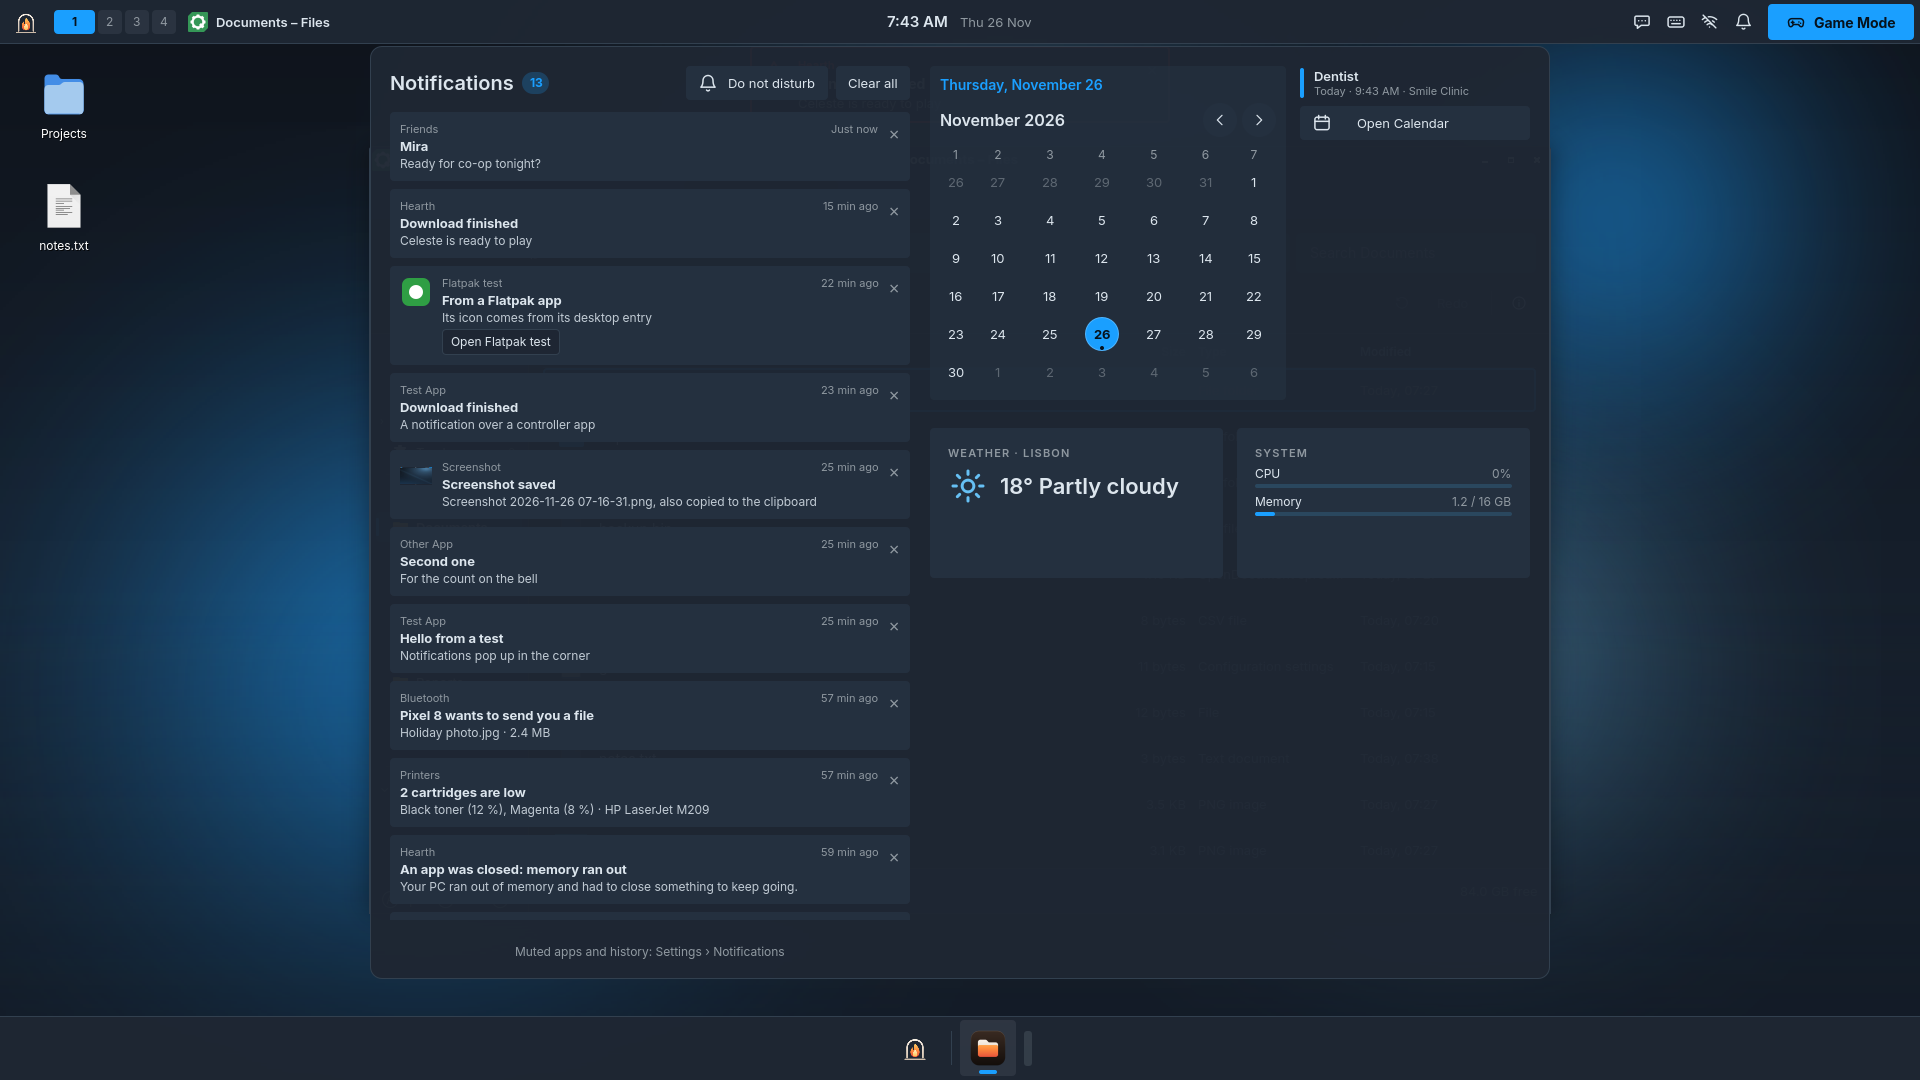 1 2 3 4 Documents – Files
7:43 AM Thu 26 Nov
Game Mode
Projects
notes.txt
Notifications 13
Do not disturb
Clear all
Friends Just now
Mira
Ready for co-op tonight?
Hearth 15 min ago
Download finished
Celeste is ready to play
Flatpak test 22 min ago
From a Flatpak app
Its icon comes from its desktop entry
Open Flatpak test
Test App 23 min ago
Download finished
A notification over a controller app
Screenshot 25 min ago
Screenshot saved
Screenshot 2026-11-26 07-16-31.png, also copied to the clipboard
Other App 25 min ago
Second one
For the count on the bell
Test App 25 min ago
Hello from a test
Notifications pop up in the corner
Bluetooth 57 min ago
Pixel 8 wants to send you a file
Holiday photo.jpg · 2.4 MB
Printers 57 min ago
2 cartridges are low
Black toner (12 %), Magenta (8 %) · HP LaserJet M209
Hearth 59 min ago
An app was closed: memory ran out
Your PC ran out of memory and had to close something to keep going.
Muted apps and history: Settings › Notifications
Thursday, November 26
November 2026
1 2 3 4 5 6 7
26 27 28 29 30 31 1
2 3 4 5 6 7 8
9 10 11 12 13 14 15
16 17 18 19 20 21 22
23 24 25 26 27 28 29
30 1 2 3 4 5 6
Dentist
Today · 9:43 AM · Smile Clinic
Open Calendar
WEATHER · LISBON
18° Partly cloudy
SYSTEM
CPU 0%
Memory 1.2 / 16 GB